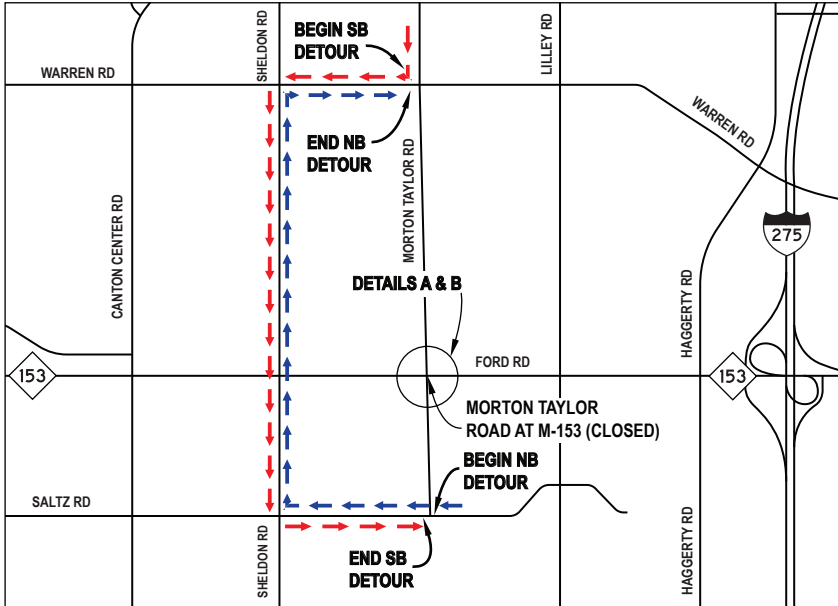 BEGIN SB
DETOUR
SHELDON RD
LILLEY RD
WARREN RD
WARREN RD
END NB
DETOUR
MORTON TAYLOR RD
CANTON CENTER RD
275
DETAILS A & B
HAGGERTY RD
FORD RD
153
153
MORTON TAYLOR
ROAD AT M-153 (CLOSED)
BEGIN NB
DETOUR
SALTZ RD
SHELDON RD
END SB
DETOUR
HAGGERTY RD